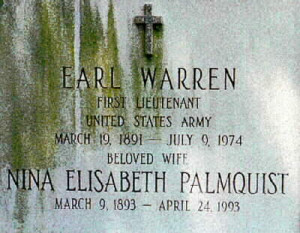 EARL WARREN
FIRST LIEUTENANT
UNITED STATES ARMY
MARCH 19, 1891 — JULY 9, 1974
BELOVED WIFE
NINA ELISABETH PALMQUIST
MARCH 9, 1893 — APRIL 24, 1993